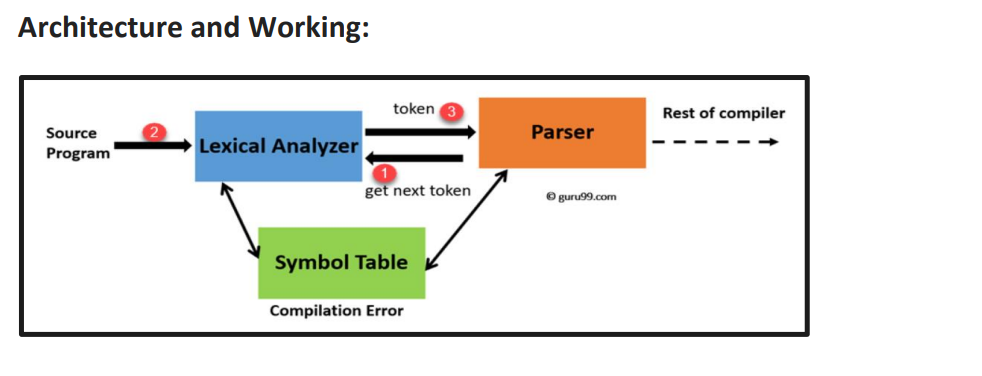 Architecture and Working:
token 3
Rest of compiler
Source
Program
2
Lexical Analyzer
Parser
1
get next token
© guru99.com
Symbol Table
Compilation Error